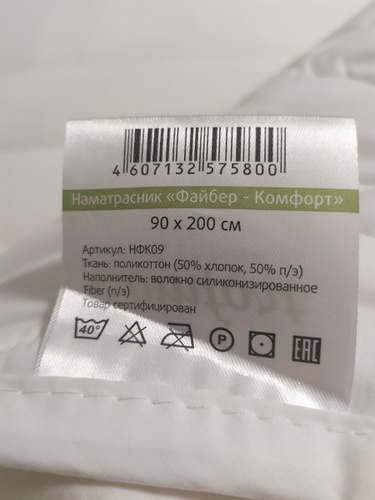 4 607132 575800
Наматрасник «Файбер - Комфорт»
90 x 200 см
Артикул: НФК09
Ткань: поликоттон (50% хлопок, 50% п/э)
Наполнитель: волокно силиконизированное
Fiber (п/э)
Товар сертифицирован
40° P EAC